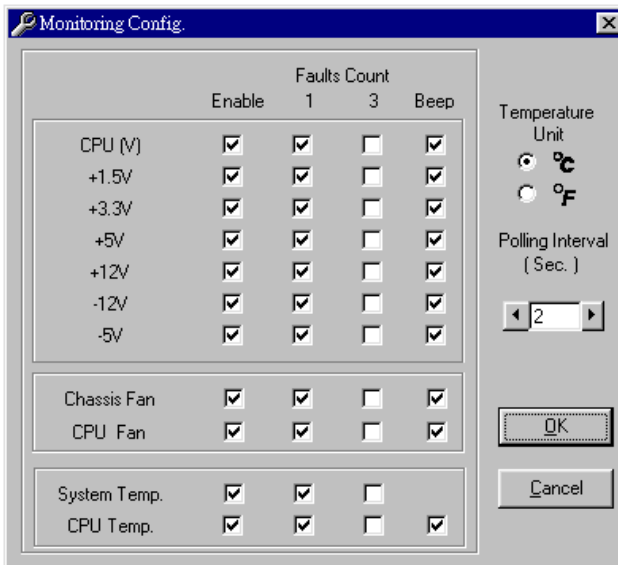 Monitoring Config.
Faults Count
Enable 1 3 Beep
CPU (V)
+1.5V
+3.3V
+5V
+12V
-12V
-5V
Chassis Fan
CPU Fan
System Temp.
CPU Temp.
Temperature
Unit
°C
°F
Polling Interval
( Sec. )
2
OK
Cancel